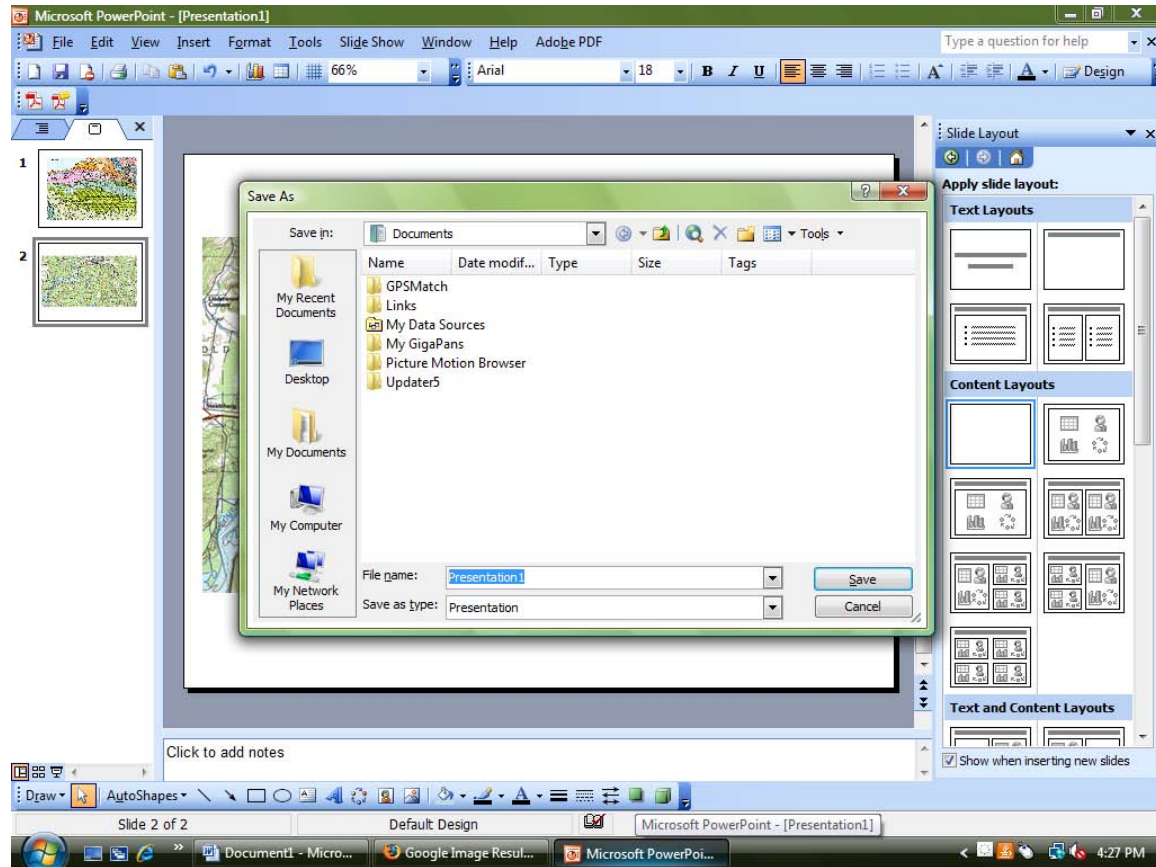 Microsoft PowerPoint - [Presentation1]
File Edit View Insert Format Tools Slide Show Window Help Adobe PDF
Type a question for help
66%
Arial
18
B I U
Design
Slide Layout
1
2
Apply slide layout:
Text Layouts
Content Layouts
Text and Content Layouts
Show when inserting new slides
Save As
Save in:
Documents
Tools
Name Date modif... Type Size Tags
GPSMatch
Links
My Data Sources
My GigaPans
Picture Motion Browser
Updater5
My Recent
Documents
Desktop
My Documents
My Computer
My Network
Places
File name:
Presentation1
Save
Save as type:
Presentation
Cancel
Click to add notes
Draw
AutoShapes
Slide 2 of 2
Default Design
Microsoft PowerPoint - [Presentation1]
Document1 - Micro...
Google Image Resul...
Microsoft PowerPoi...
4:27 PM